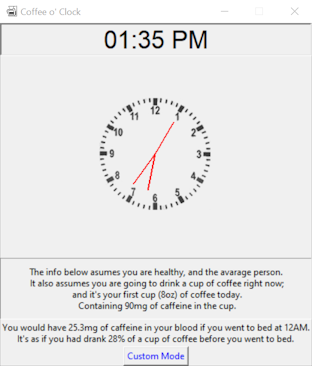 Coffee o' Clock
01:35 PM
12
11
1
10
2
9
3
8
4
7
5
6
The info below asumes you are healthy, and the avarage person.
It also assumes you are going to drink a cup of coffee right now;
and it's your first cup (8oz) of coffee today.
Containing 90mg of caffeine in the cup.
You would have 25.3mg of caffeine in your blood if you went to bed at 12AM.
It's as if you had drank 28% of a cup of coffee before you went to bed.
Custom Mode